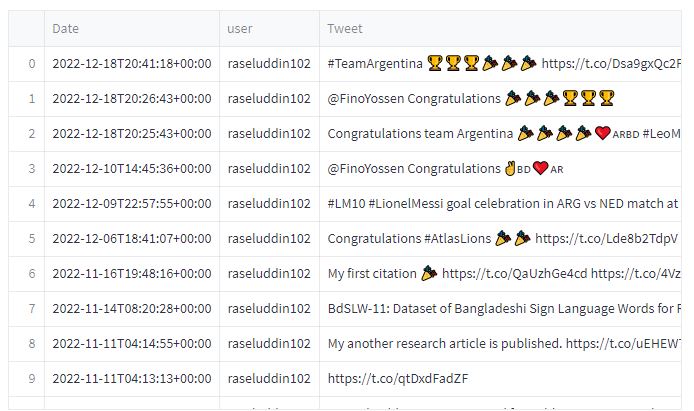 Date user Tweet
0 2022-12-18T20:41:18+00:00 raseluddin102 #TeamArgentina 🏆🏆🏆🎉🎉🎉 https://t.co/Dsa9gxQc2F
1 2022-12-18T20:26:43+00:00 raseluddin102 @FinoYossen Congratulations 🎉🎉🎉🏆🏆🏆
2 2022-12-18T20:25:43+00:00 raseluddin102 Congratulations team Argentina 🎉🎉🎉🎉❤️ARBD #LeoM
3 2022-12-10T14:45:36+00:00 raseluddin102 @FinoYossen Congratulations ✌️BD❤️AR
4 2022-12-09T22:57:55+00:00 raseluddin102 #LM10 #LionelMessi goal celebration in ARG vs NED match at
5 2022-12-06T18:41:07+00:00 raseluddin102 Congratulations #AtlasLions 🎉🎉 https://t.co/Lde8b2TdpV
6 2022-11-16T19:48:16+00:00 raseluddin102 My first citation 🎉 https://t.co/QaUzhGe4cd https://t.co/4Vz
7 2022-11-14T08:20:28+00:00 raseluddin102 BdSLW-11: Dataset of Bangladeshi Sign Language Words for
8 2022-11-11T04:14:55+00:00 raseluddin102 My another research article is published. https://t.co/uEHEW
9 2022-11-11T04:13:13+00:00 raseluddin102 https://t.co/qtDxdFadZF